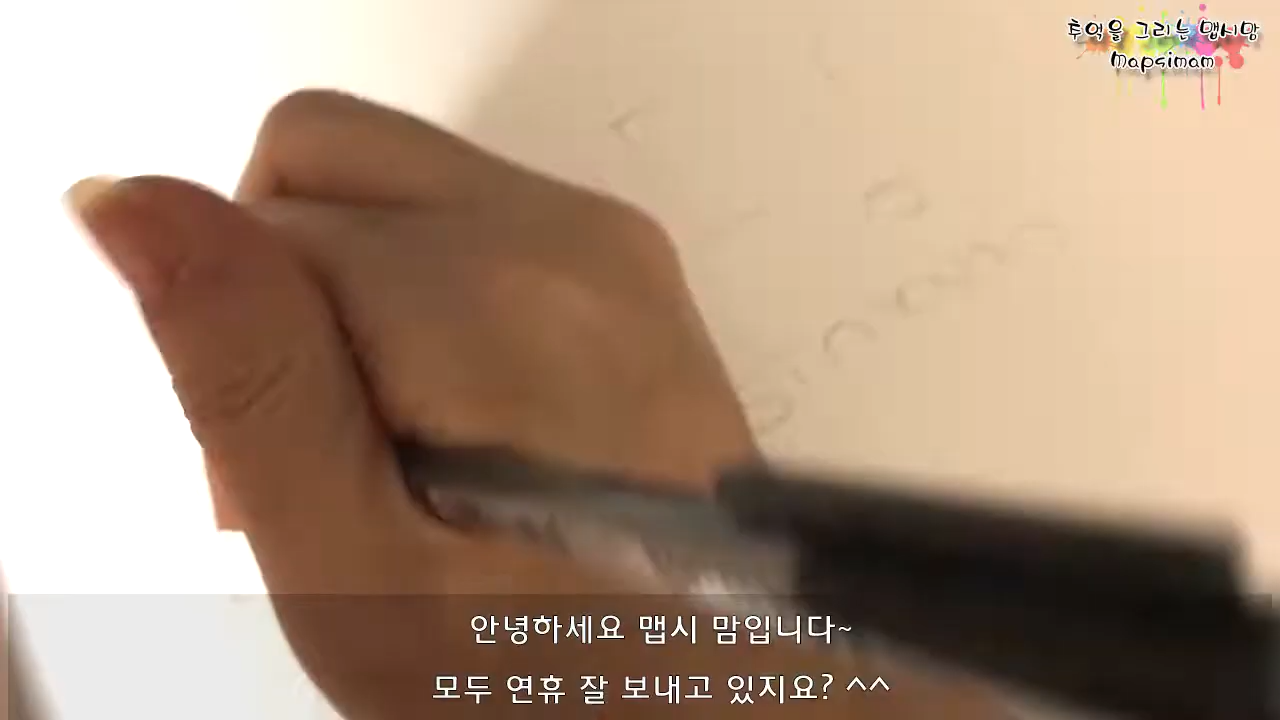 추억을 그리는 맵시맘
Mapsimam
안녕하세요 맵시 맘입니다~
모두 연휴 잘 보내고 있지요? ^^